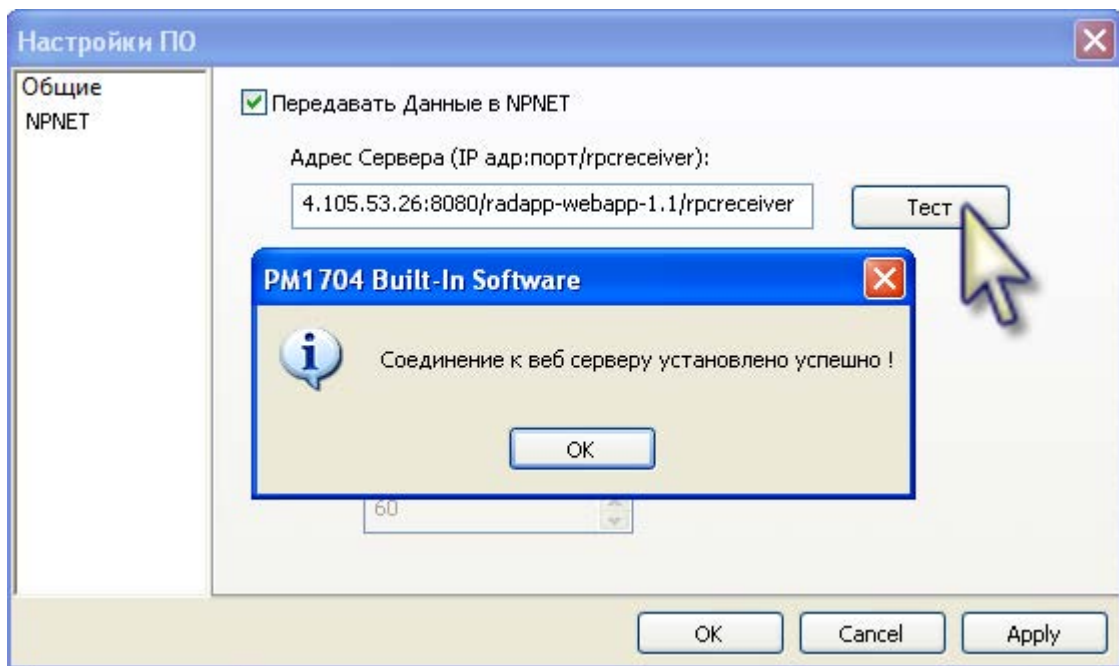 Настройки ПО
Общие
NPNET
Передавать Данные в NPNET
Адрес Сервера (IP адр:порт/rpcreceiver):
4.105.53.26:8080/radapp-webapp-1.1/rpcreceiver
Тест
PM1704 Built-In Software
Соединение к веб серверу установлено успешно !
OK
60
OK
Cancel
Apply